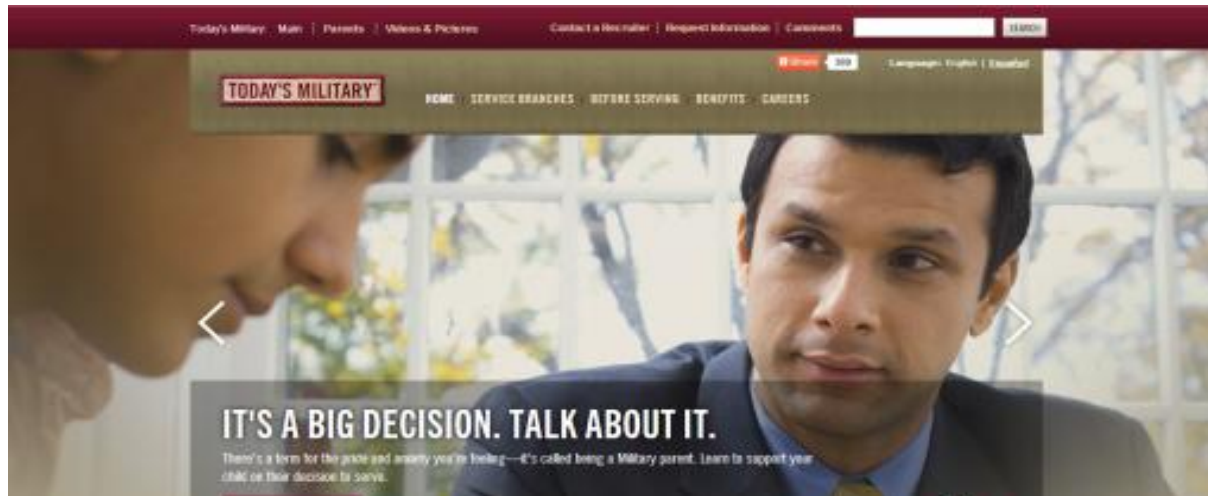 Today's Military: Main | Parents | Videos & Pictures
Contact a Recruiter | Request Information | Comments
SEARCH
Share 300
Language: English | Español
TODAY'S MILITARY
HOME SERVICE BRANCHES BEFORE SERVING BENEFITS CAREERS
IT'S A BIG DECISION. TALK ABOUT IT.
There's a term for the pride and anxiety you're feeling—it's called being a Military parent. Learn to support your
child on their decision to serve.